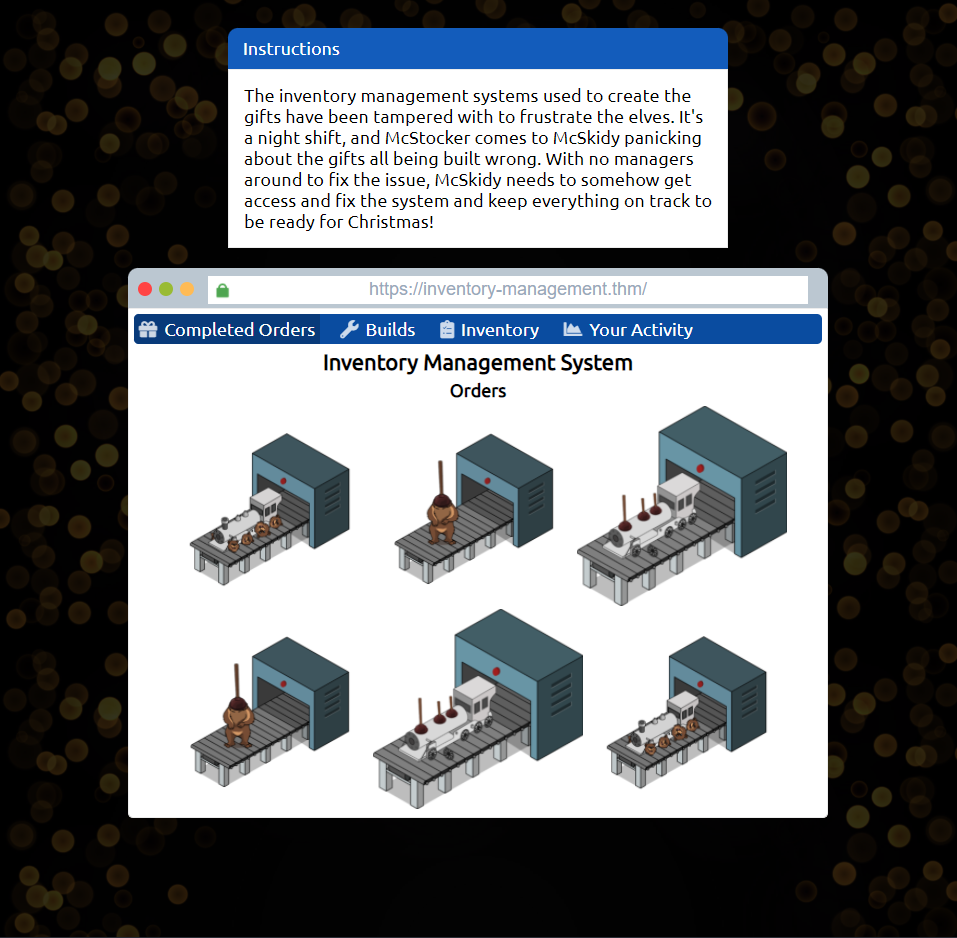 Instructions
The inventory management systems used to create the
gifts have been tampered with to frustrate the elves. It's
a night shift, and McStocker comes to McSkidy panicking
about the gifts all being built wrong. With no managers
around to fix the issue, McSkidy needs to somehow get
access and fix the system and keep everything on track to
be ready for Christmas!
https://inventory-management.thm/
Completed Orders Builds Inventory Your Activity
Inventory Management System
Orders